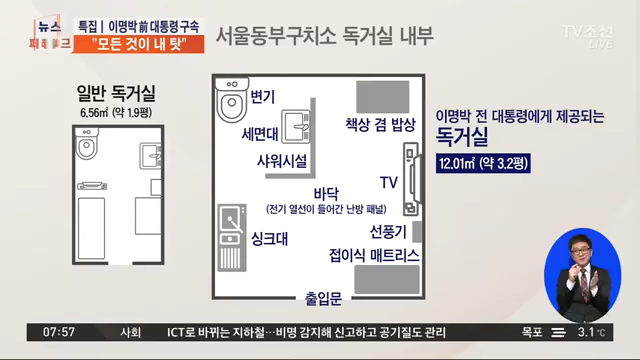 뉴스
퍼레이드
특집 | 이명박 前 대통령 구속
"모든 것이 내 탓"
서울동부구치소 독거실 내부
TV조선
LIVE
일반 독거실
6.56㎡ (약 1.9평)
변기
세면대
샤워시설
책상 겸 밥상
바닥
(전기 열선이 들어간 난방 패널)
TV
싱크대
선풍기
접이식 매트리스
출입문
이명박 전 대통령에게 제공되는
독거실
12.01㎡ (약 3.2평)
07:57 사회 ICT로 바뀌는 지하철…비명 감지해 신고하고 공기질도 관리 목포 3.1℃